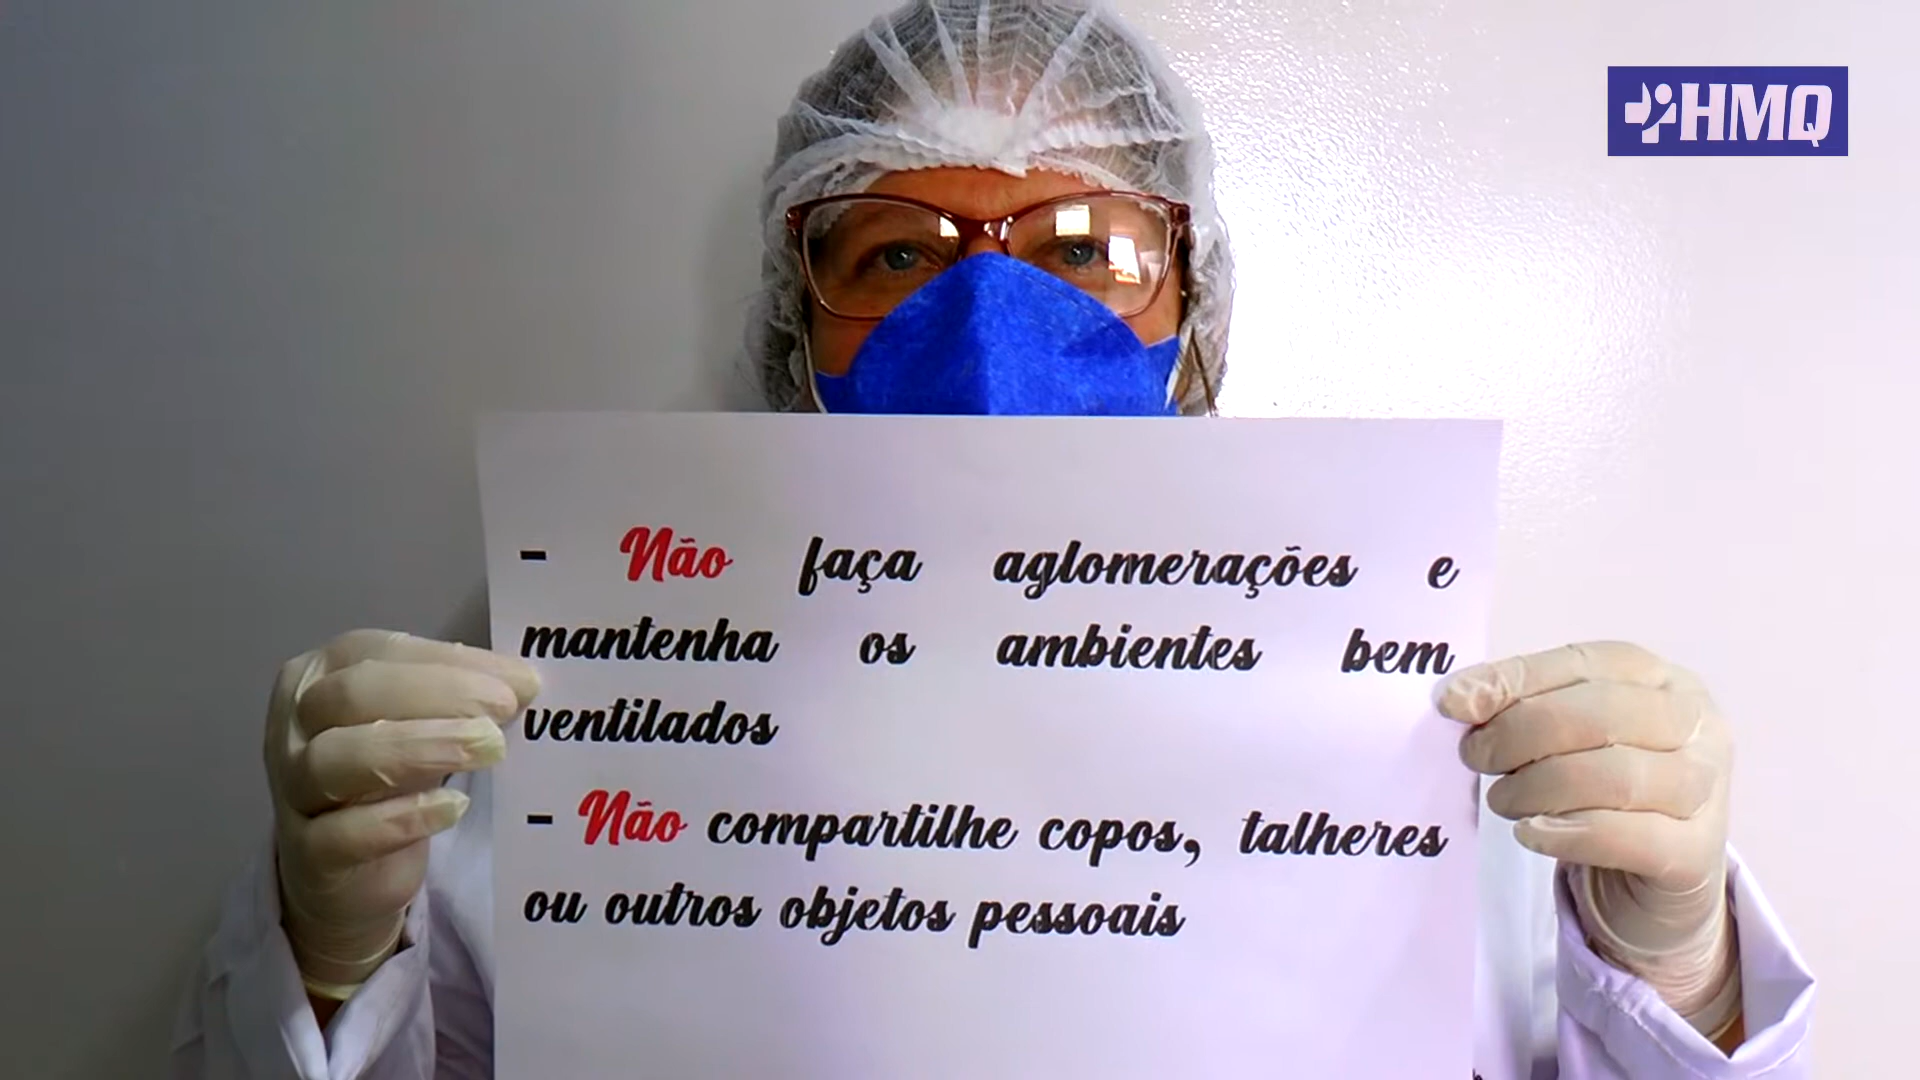 HMQ
- Não faça aglomerações e
mantenha os ambientes bem
ventilados
- Não compartilhe copos, talheres
ou outros objetos pessoais